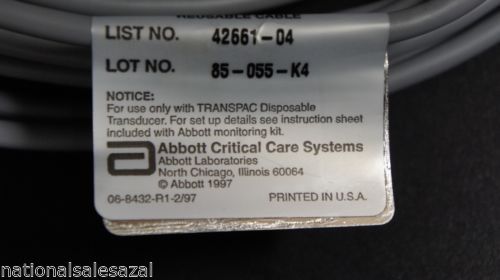 REUSABLE CABLE
LIST NO. 42661-04
LOT NO. 85-055-K4
NOTICE:
For use only with TRANSPAC Disposable
Transducer. For set up details see instruction sheet
included with Abbott monitoring kit.
Abbott Critical Care Systems
Abbott Laboratories
North Chicago, Illinois 60064
© Abbott 1997
06-8432-R1-2/97 PRINTED IN U.S.A.
nationalsalesazal